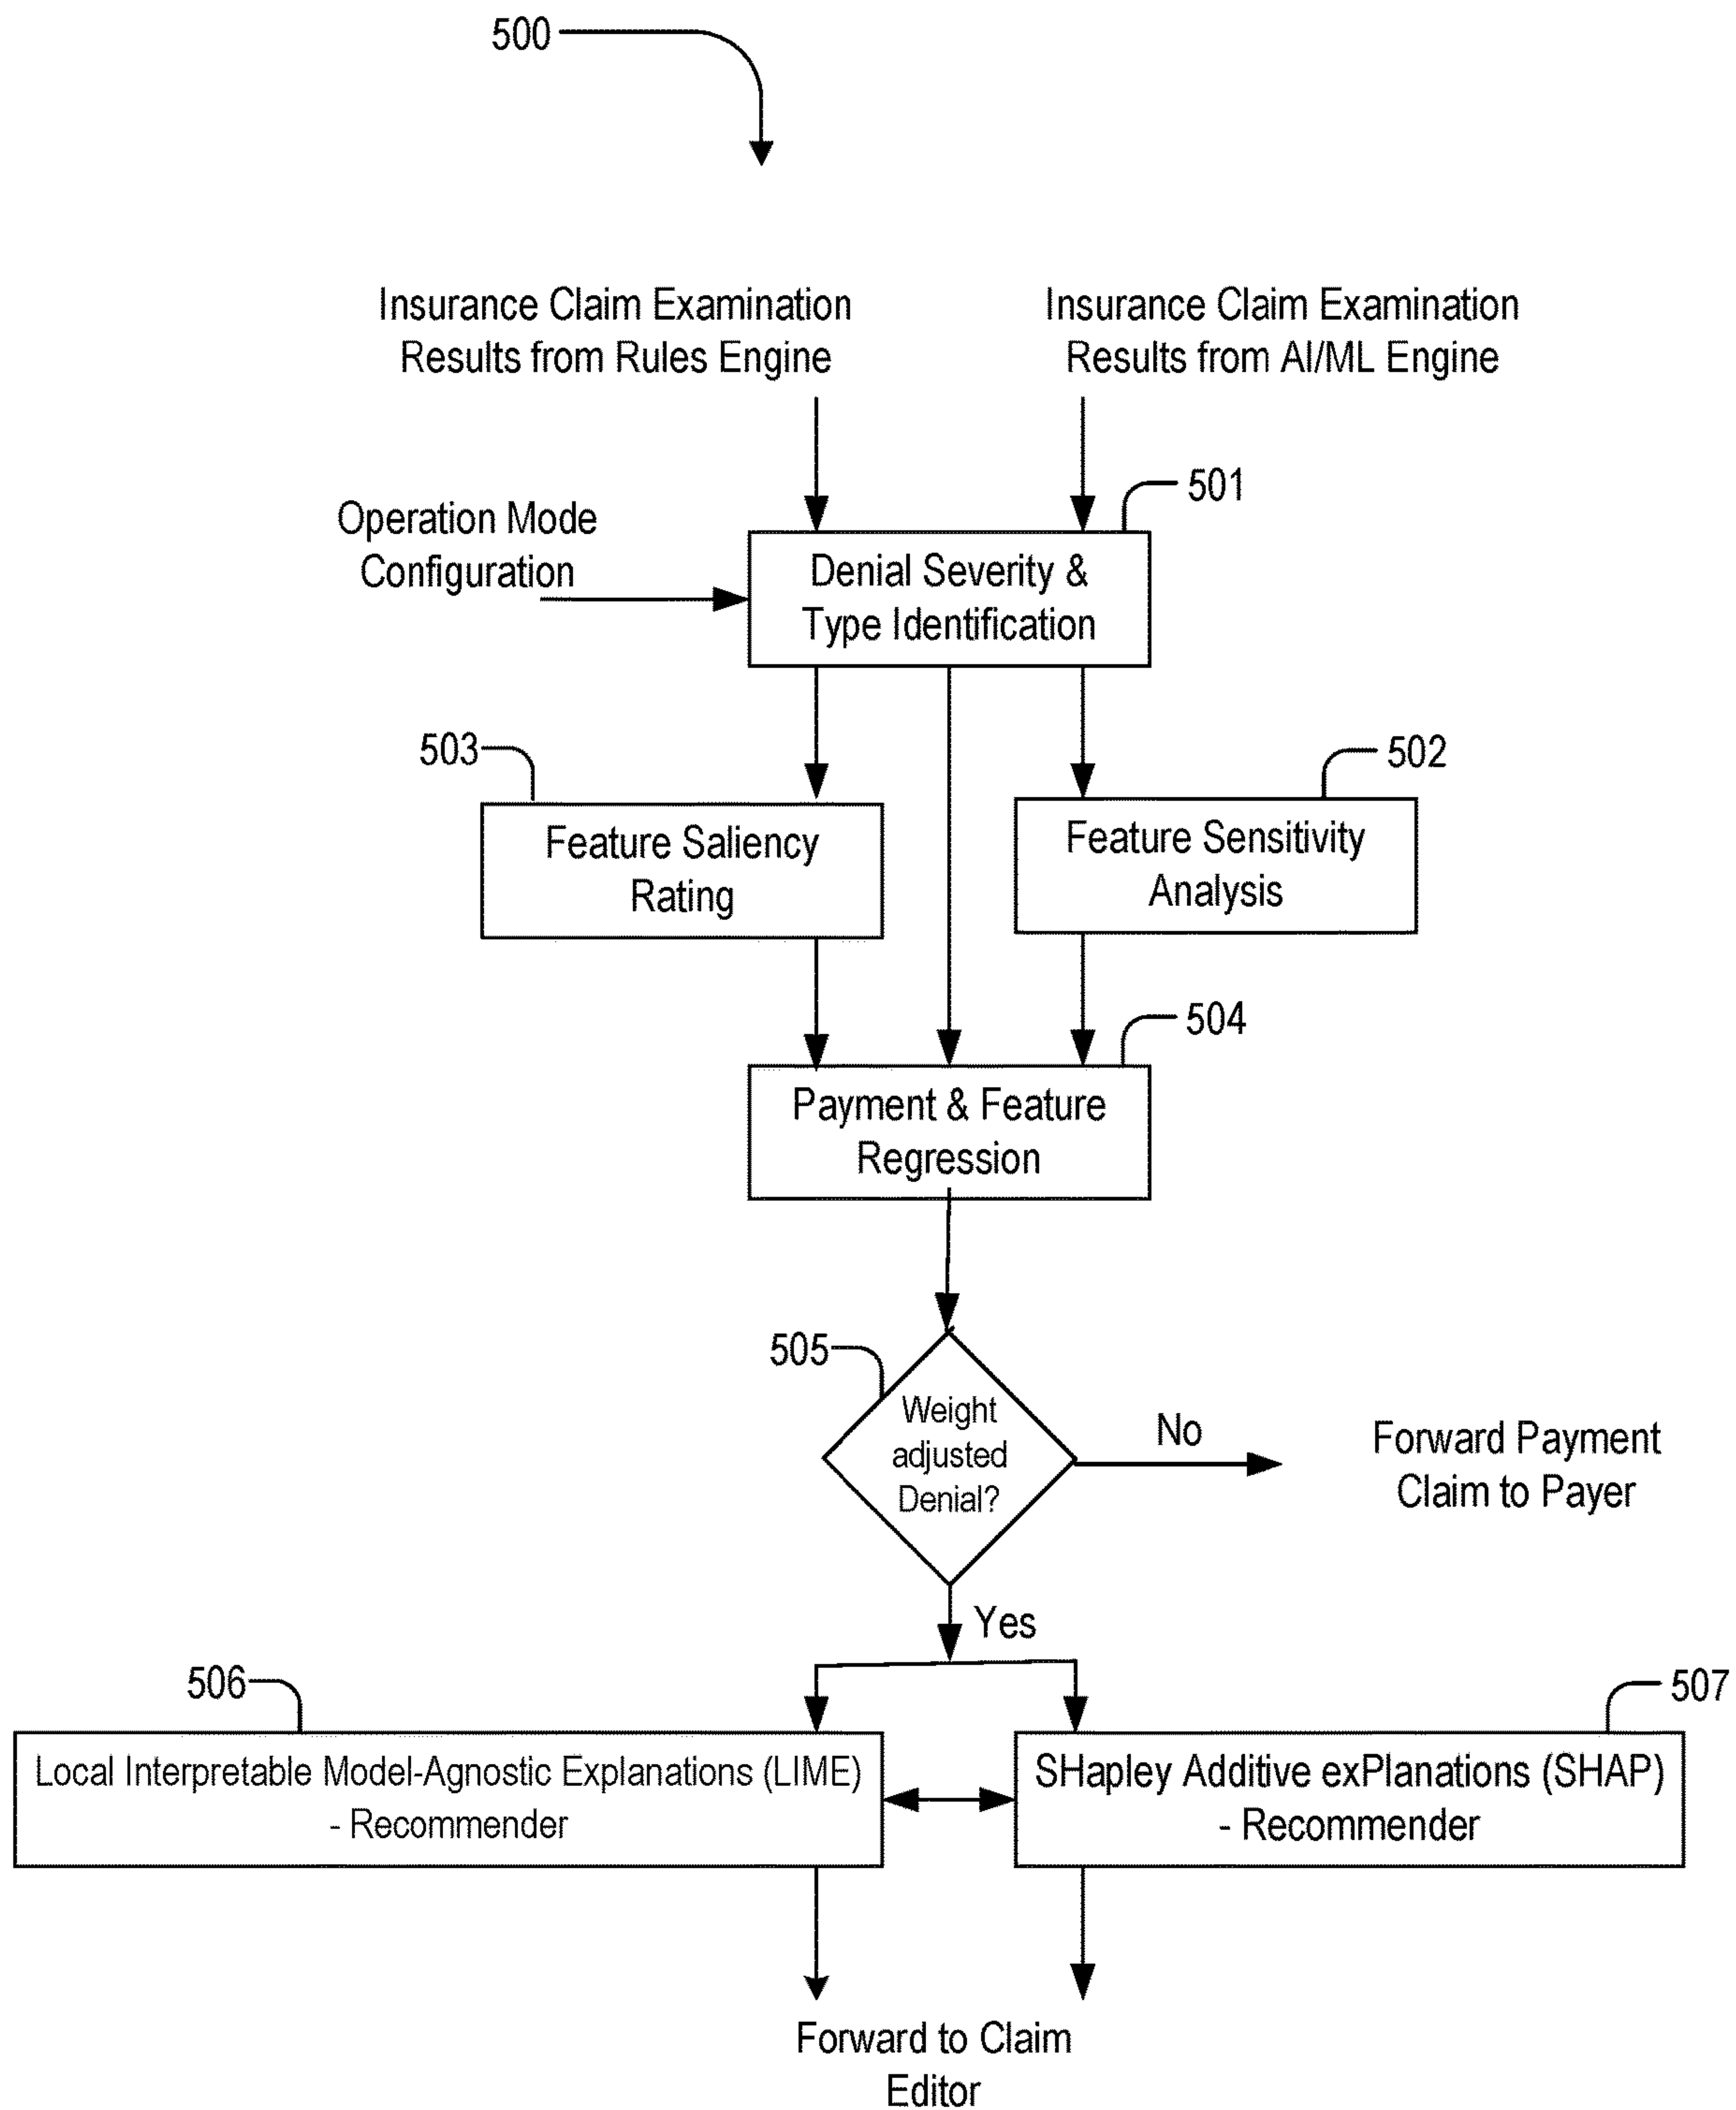 500
Insurance Claim Examination
Results from Rules Engine
Insurance Claim Examination
Results from AI/ML Engine
501
Operation Mode
Configuration
Denial Severity &
Type Identification
503
502
Feature Saliency
Rating
Feature Sensitivity
Analysis
504
Payment & Feature
Regression
505
Weight
adjusted
Denial?
No
Forward Payment
Claim to Payer
Yes
506
507
Local Interpretable Model-Agnostic Explanations (LIME)
- Recommender
SHapley Additive exPlanations (SHAP)
- Recommender
Forward to Claim
Editor